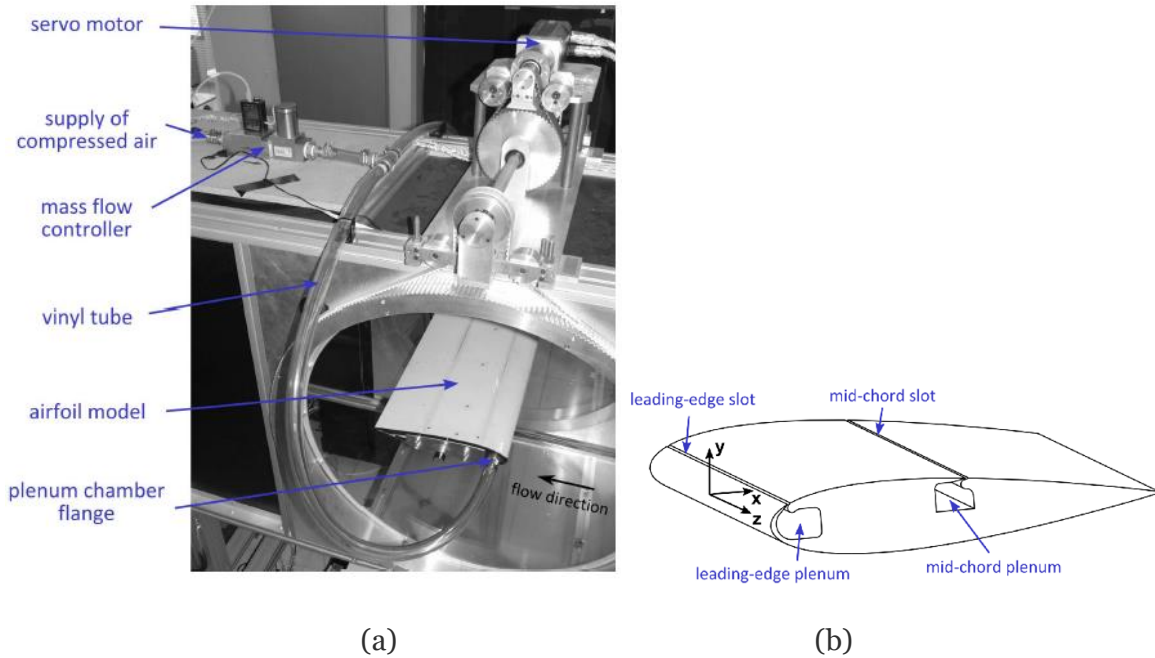 servo motor
supply of
compressed air
mass flow
controller
vinyl tube
airfoil model
plenum chamber
flange
flow direction
leading-edge slot
mid-chord slot
y
x
z
leading-edge plenum
mid-chord plenum
(a)
(b)